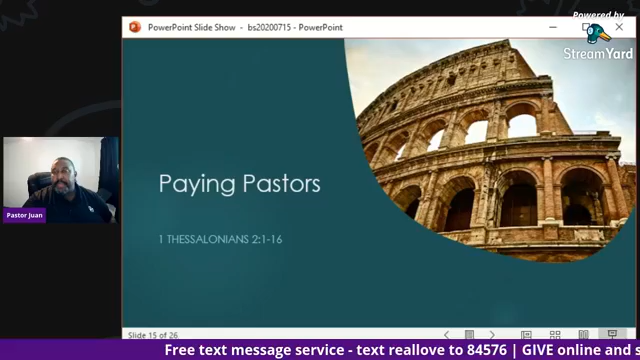 Powered by
PowerPoint Slide Show - bs20200715 - PowerPoint
StreamYard
Paying Pastors
Pastor Juan
1 THESSALONIANS 2:1-16
Slide 15 of 26
Free text message service - text reallove to 84576 | GIVE online and s